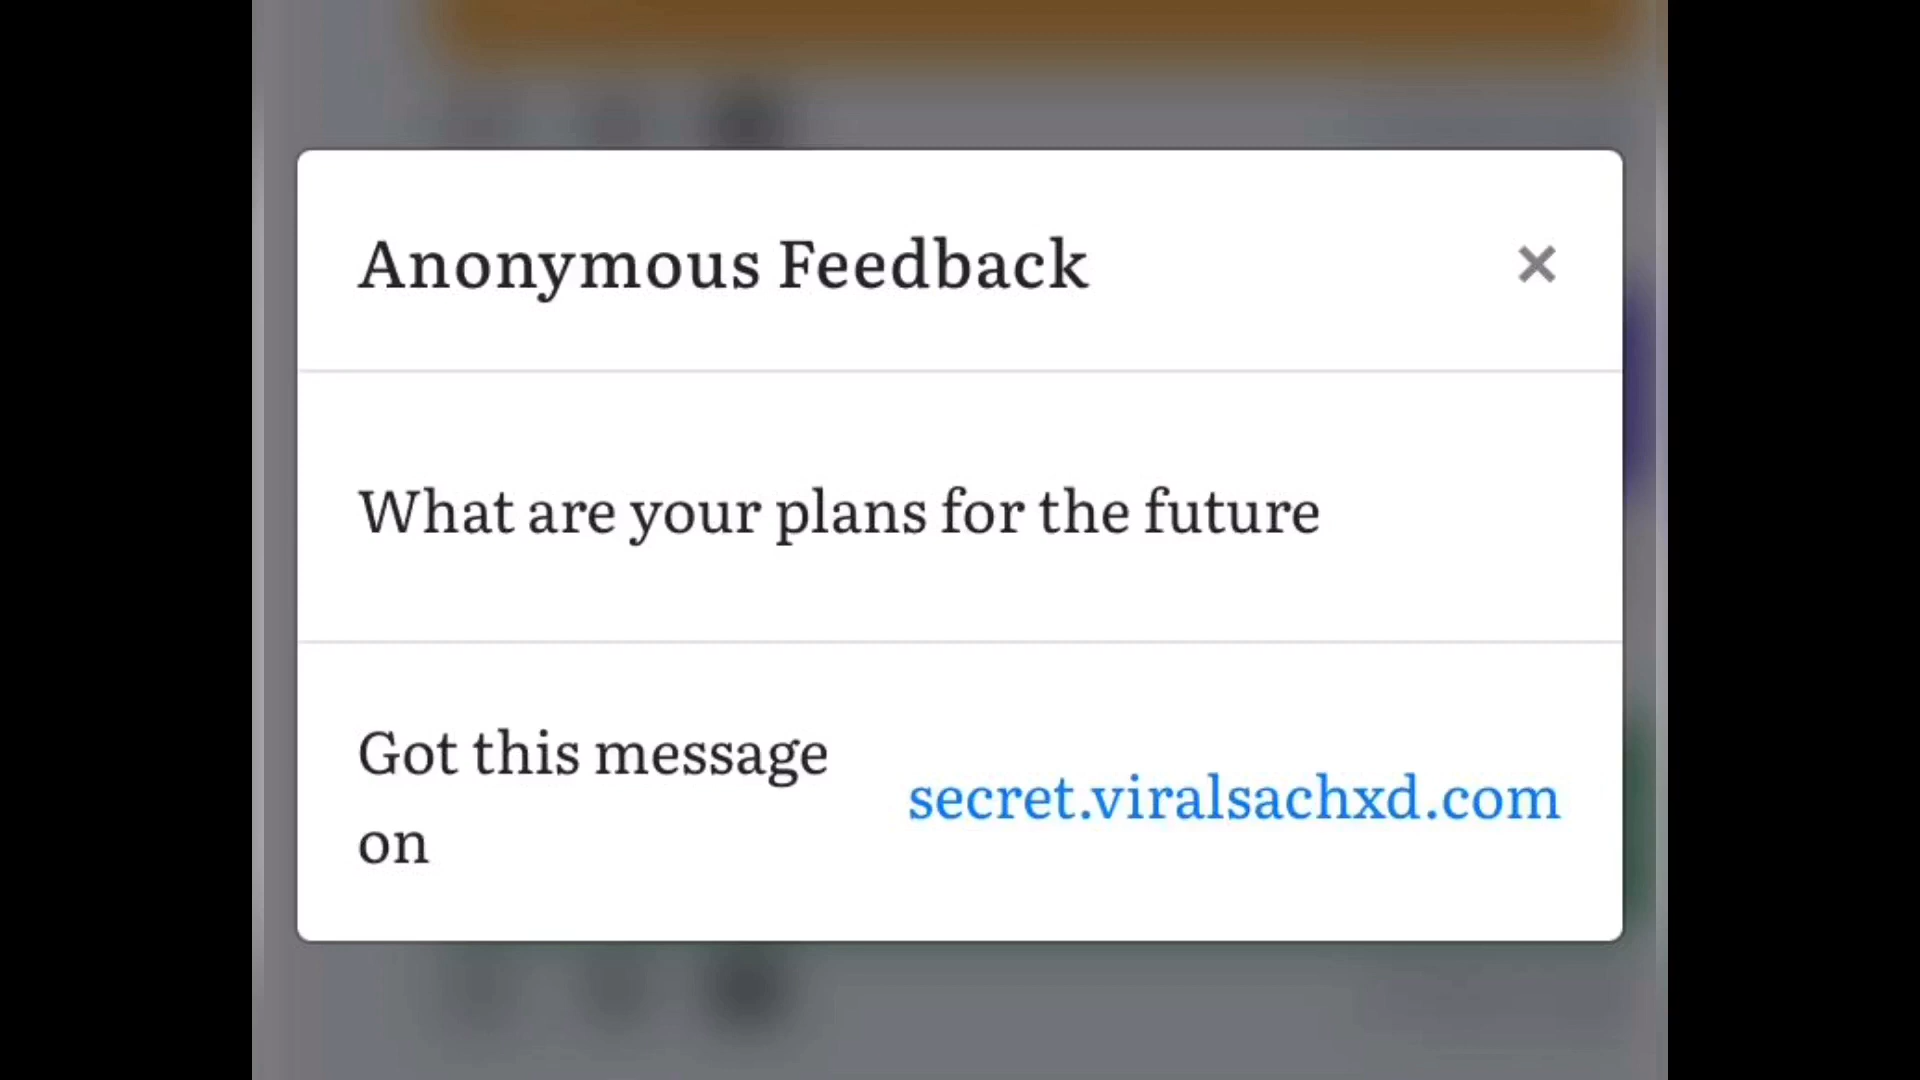 Anonymous Feedback ×
What are your plans for the future
Got this message
on
secret.viralsachxd.com